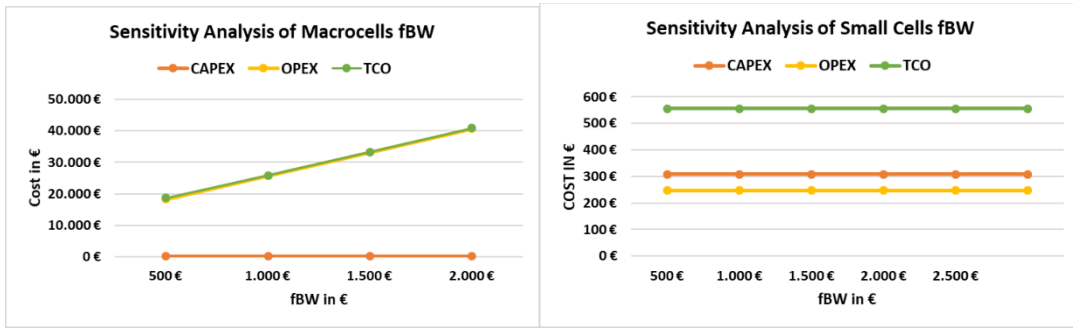 Sensitivity Analysis of Macrocells fBW
CAPEX OPEX TCO
50.000 €
40.000 €
30.000 €
20.000 €
10.000 €
0 €
Cost in €
500 € 1.000 € 1.500 € 2.000 €
fBW in €
Sensitivity Analysis of Small Cells fBW
CAPEX OPEX TCO
600 €
500 €
400 €
300 €
200 €
100 €
0 €
COST IN €
500 € 1.000 € 1.500 € 2.000 € 2.500 €
fBW in €